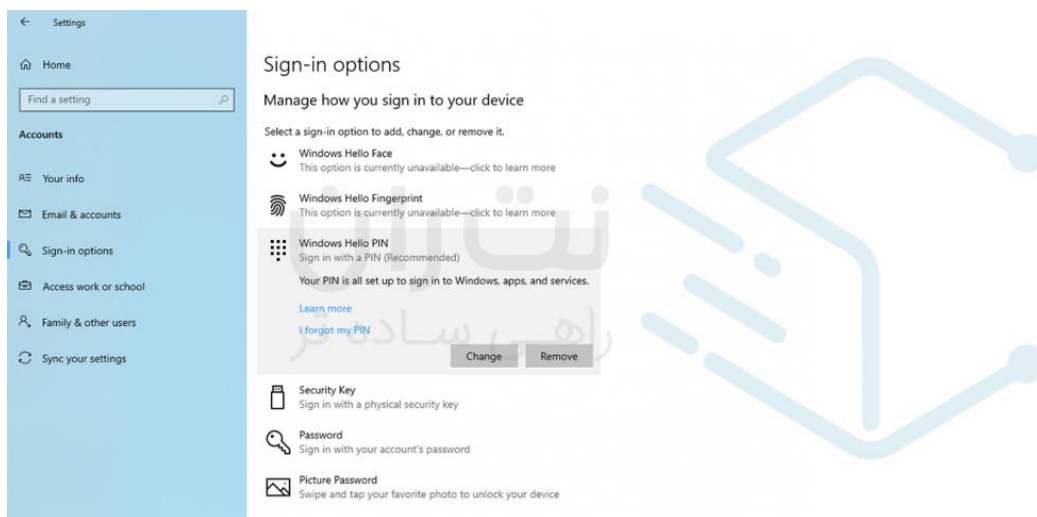 Settings
Home
Find a setting
Accounts
Your info
Email & accounts
Sign-in options
Access work or school
Family & other users
Sync your settings
Sign-in options
Manage how you sign in to your device
Select a sign-in option to add, change, or remove it.
Windows Hello Face
This option is currently unavailable—click to learn more
Windows Hello Fingerprint
This option is currently unavailable—click to learn more
Windows Hello PIN
Sign in with a PIN (Recommended)
Your PIN is all set up to sign in to Windows, apps, and services.
Learn more
I forgot my PIN
Change Remove
Security Key
Sign in with a physical security key
Password
Sign in with your account's password
Picture Password
Swipe and tap your favorite photo to unlock your device
نت ران
راهی ساده تر